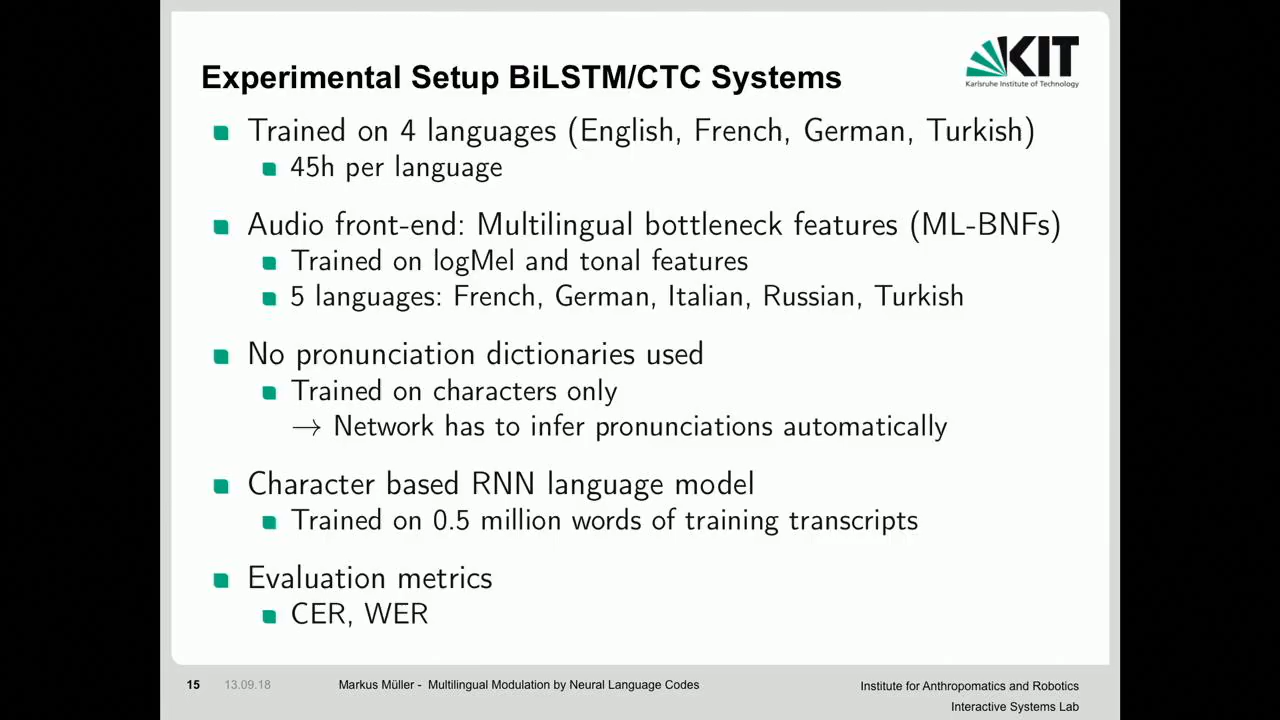 KIT
Karlsruhe Institute of Technology
Experimental Setup BiLSTM/CTC Systems
Trained on 4 languages (English, French, German, Turkish)
45h per language
Audio front-end: Multilingual bottleneck features (ML-BNFs)
Trained on logMel and tonal features
5 languages: French, German, Italian, Russian, Turkish
No pronunciation dictionaries used
Trained on characters only
→ Network has to infer pronunciations automatically
Character based RNN language model
Trained on 0.5 million words of training transcripts
Evaluation metrics
CER, WER
15 13.09.18 Markus Müller - Multilingual Modulation by Neural Language Codes Institute for Anthropomatics and Robotics
Interactive Systems Lab